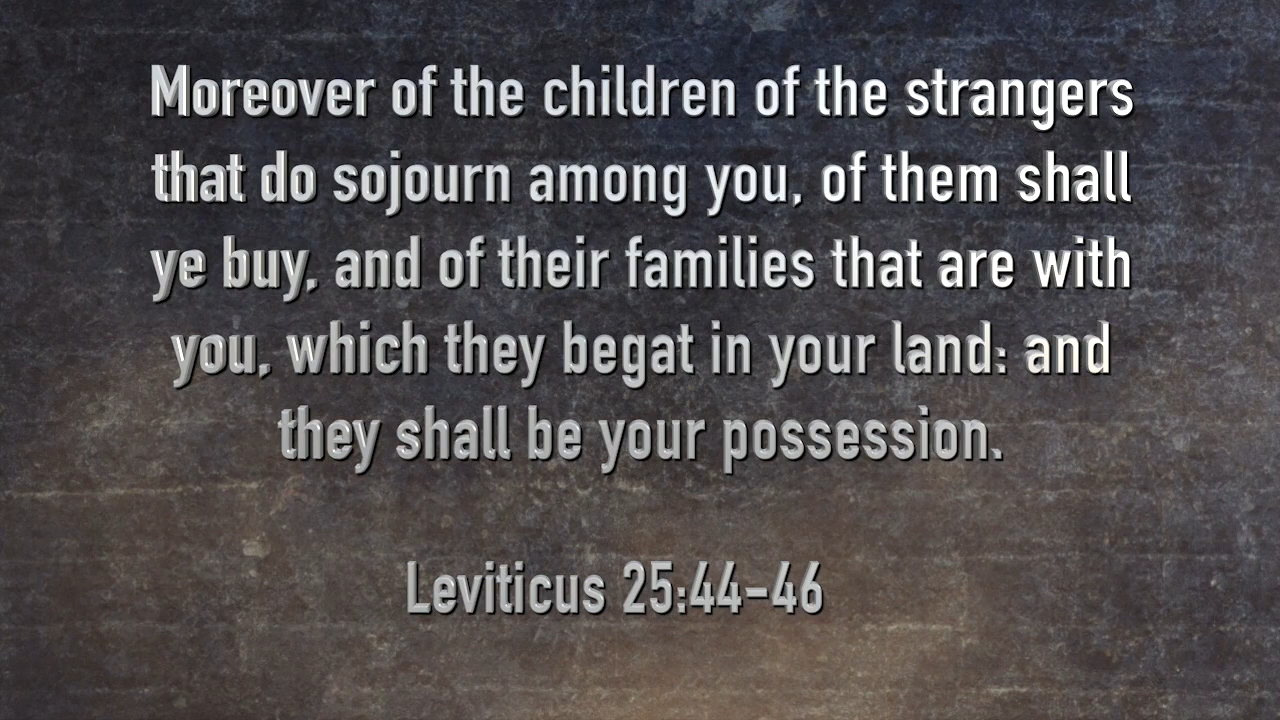 Moreover of the children of the strangers
that do sojourn among you, of them shall
ye buy, and of their families that are with
you, which they begat in your land: and
they shall be your possession.
Leviticus 25:44-46